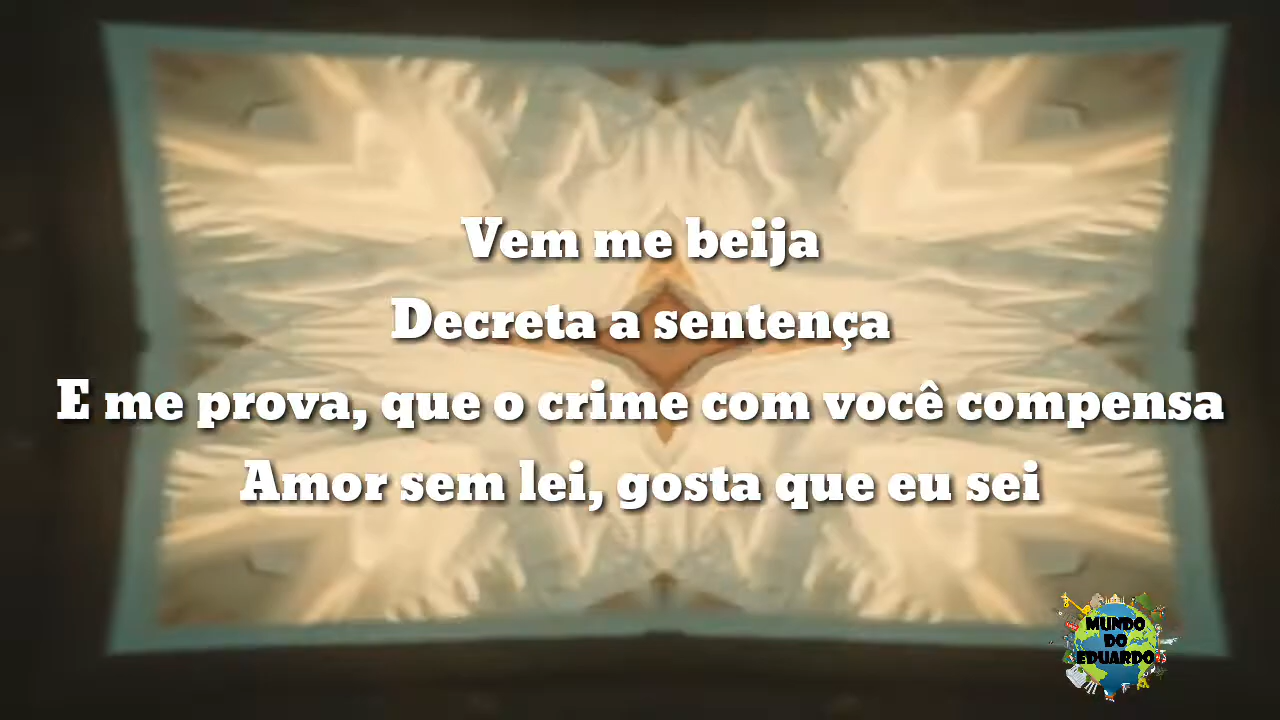 Vem me beija
Decreta a sentença
E me prova, que o crime com você compensa
Amor sem lei, gosta que eu sei
MUNDO
DO
EDUARDO